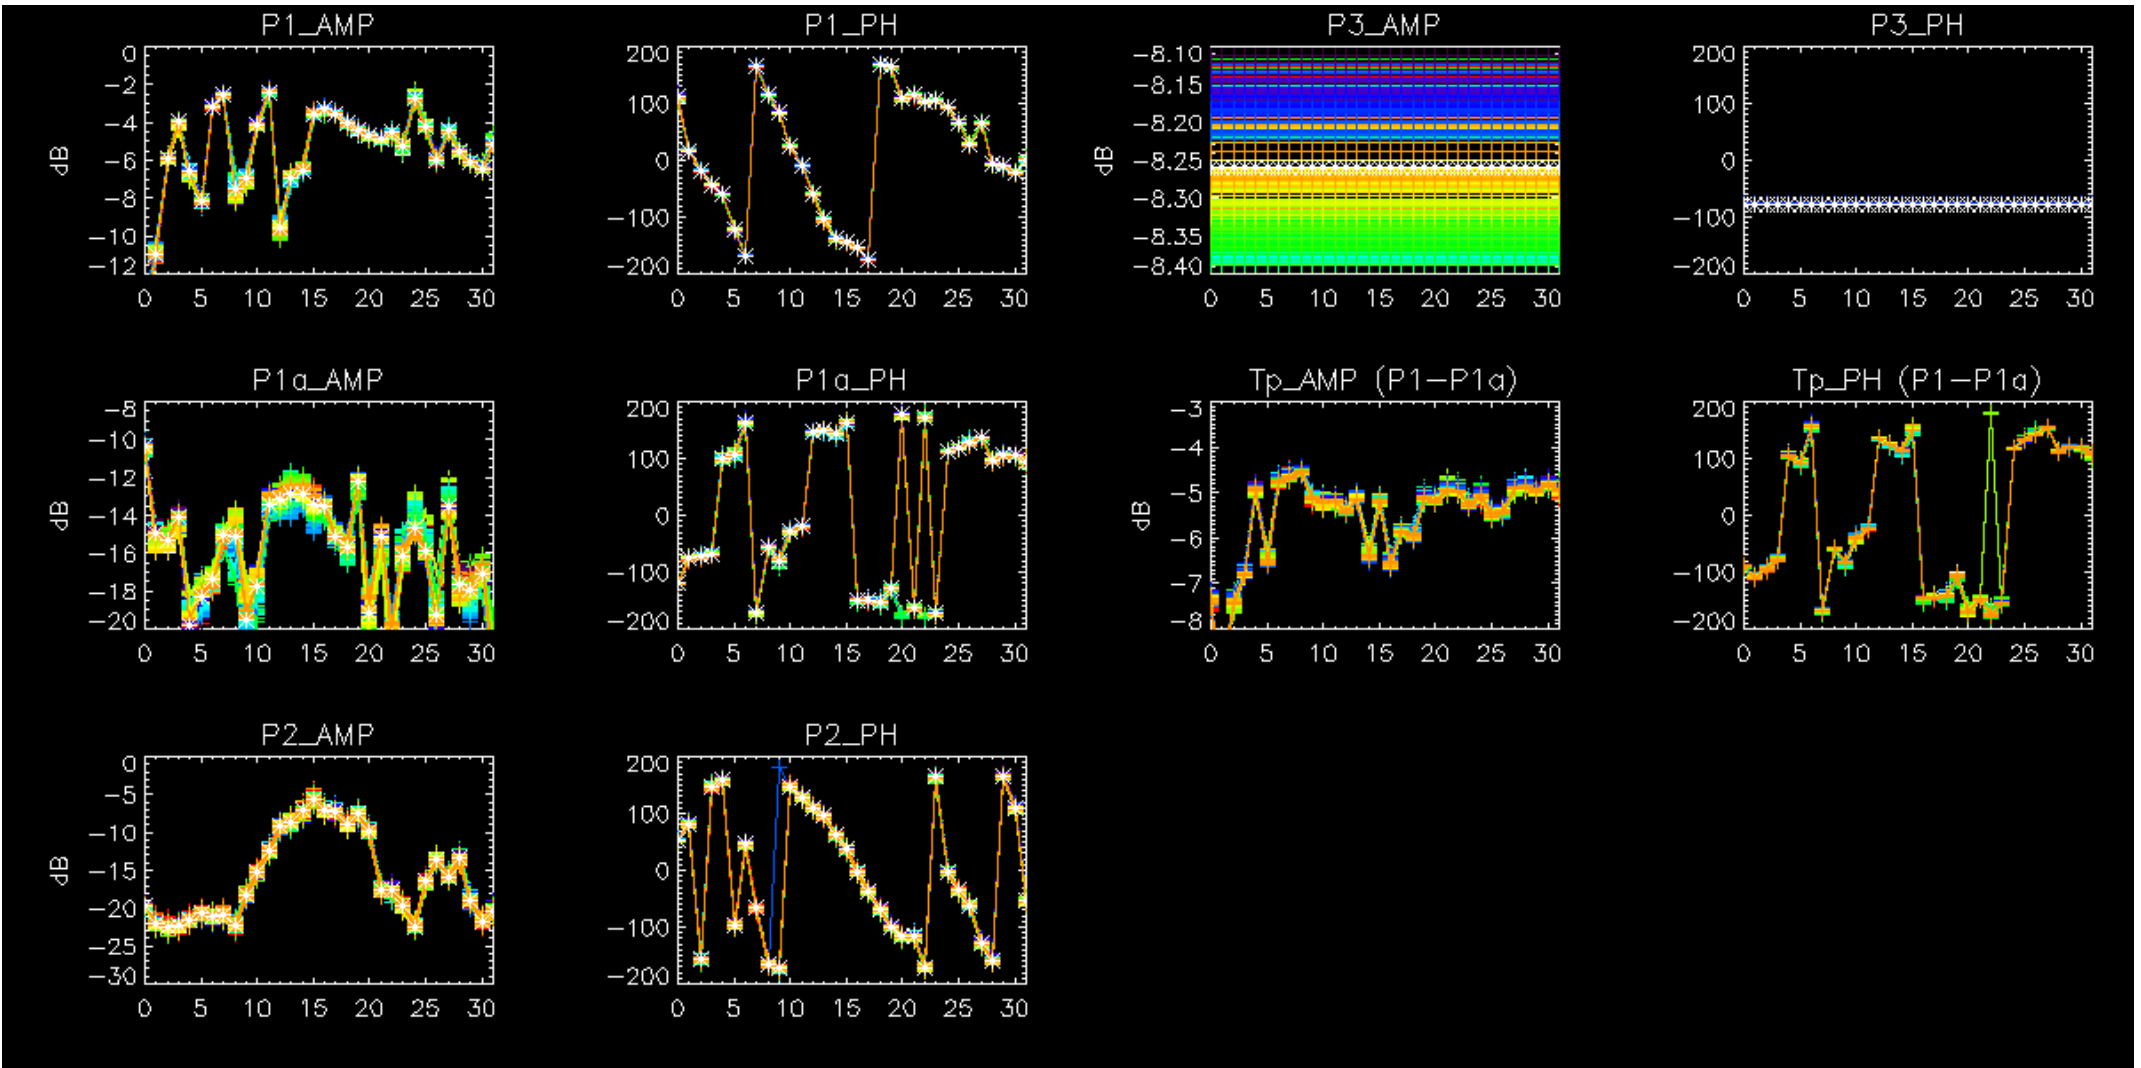 P1_AMP P1_PH P3_AMP P3_PH
0 200 -8.10 200
-2 100 -8.15 100
-4 0 -8.20 0
-6 -100 -8.25 -100
-8 -200 -8.30 -200
-10 -8.35
-12 -8.40
dB dB
0 5 10 15 20 25 30 0 5 10 15 20 25 30 0 5 10 15 20 25 30 0 5 10 15 20 25 30
P1a_AMP P1a_PH Tp_AMP (P1-P1a) Tp_PH (P1-P1a)
-8 200 -3 200
-10 100 -4 100
-12 0 -5 0
-14 -100 -6 -100
-16 -200 -7 -200
-18 -8
-20
dB dB
0 5 10 15 20 25 30 0 5 10 15 20 25 30 0 5 10 15 20 25 30 0 5 10 15 20 25 30
P2_AMP P2_PH
0 200
-5 100
-10 0
-15 -100
-20 -200
-25
-30
dB
0 5 10 15 20 25 30 0 5 10 15 20 25 30